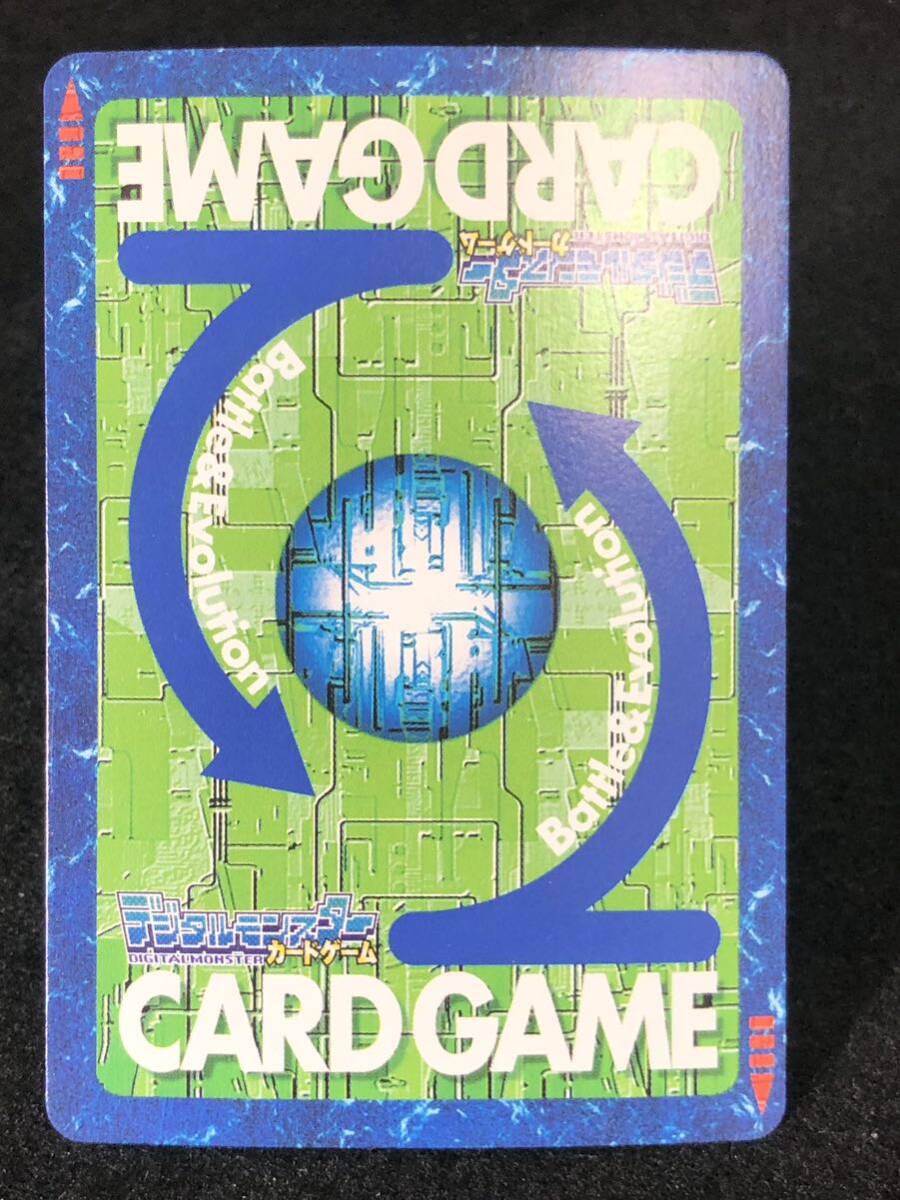 CARD GAME
デジタルモンスター
カードゲーム
Battle&Evolution
Battle&Evolution
デジタルモンスター
DIGITAL MONSTER カードゲーム
CARD GAME